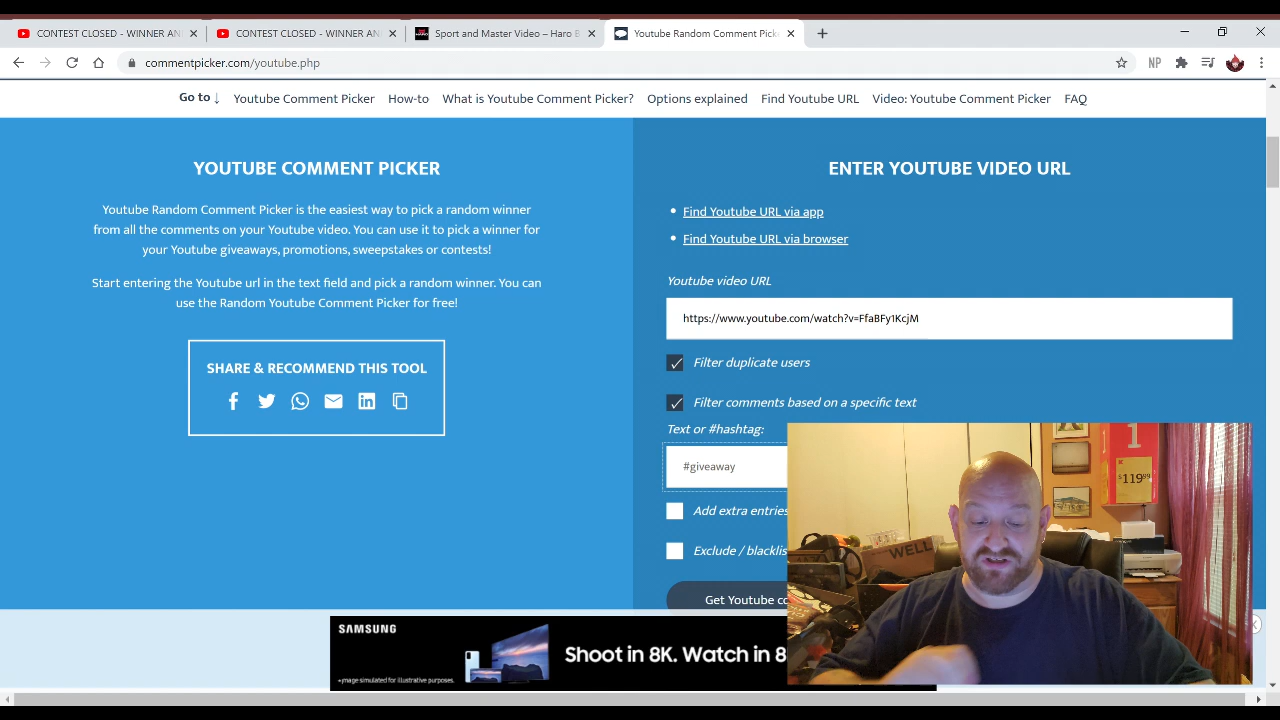 CONTEST CLOSED - WINNER AN
CONTEST CLOSED - WINNER AN
Sport and Master Video – Haro B
Youtube Random Comment Picke
commentpicker.com/youtube.php
NP
Go to ↓ Youtube Comment Picker How-to What is Youtube Comment Picker? Options explained Find Youtube URL Video: Youtube Comment Picker FAQ
YOUTUBE COMMENT PICKER
Youtube Random Comment Picker is the easiest way to pick a random winner
from all the comments on your Youtube video. You can use it to pick a winner for
your Youtube giveaways, promotions, sweepstakes or contests!
Start entering the Youtube url in the text field and pick a random winner. You can
use the Random Youtube Comment Picker for free!
SHARE & RECOMMEND THIS TOOL
ENTER YOUTUBE VIDEO URL
Find Youtube URL via app
Find Youtube URL via browser
Youtube video URL
https://www.youtube.com/watch?v=FfaBFy1KcjM
Filter duplicate users
Filter comments based on a specific text
Text or #hashtag:
#giveaway
Add extra entries
Exclude / blacklis
Get Youtube co
1
$119.99
WELL
SAMSUNG
Shoot in 8K. Watch in 8
*Image simulated for illustrative purposes.